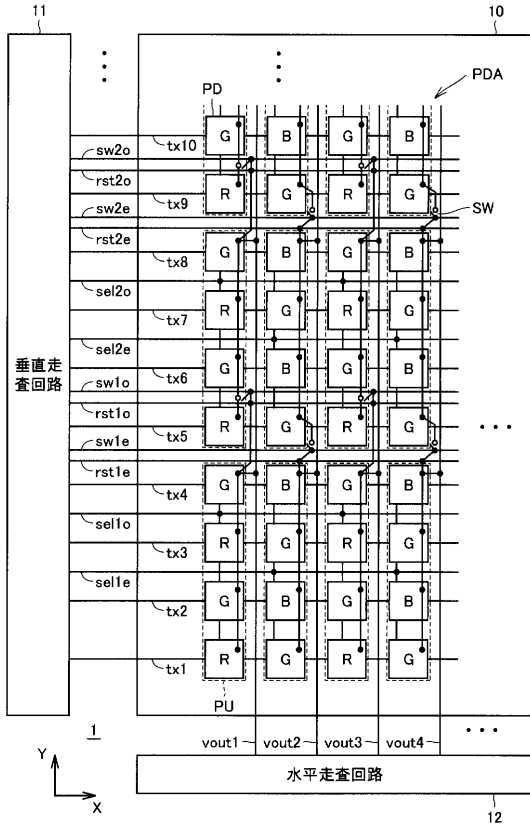 11
10
PDA
PD
G B G B
tx10
sw2o
rst2o
R G R G
tx9
SW
sw2e
rst2e
G B G B
tx8
sel2o
R G R G
tx7
sel2e
垂直走
査回路
G B G B
tx6
sw1o
rst1o
R G R G
tx5
sw1e
rst1e
G B G B
tx4
sel1o
R G R G
tx3
sel1e
G B G B
tx2
R G R G
tx1
PU
1
vout1 vout2 vout3 vout4
Y
X
水平走査回路
12